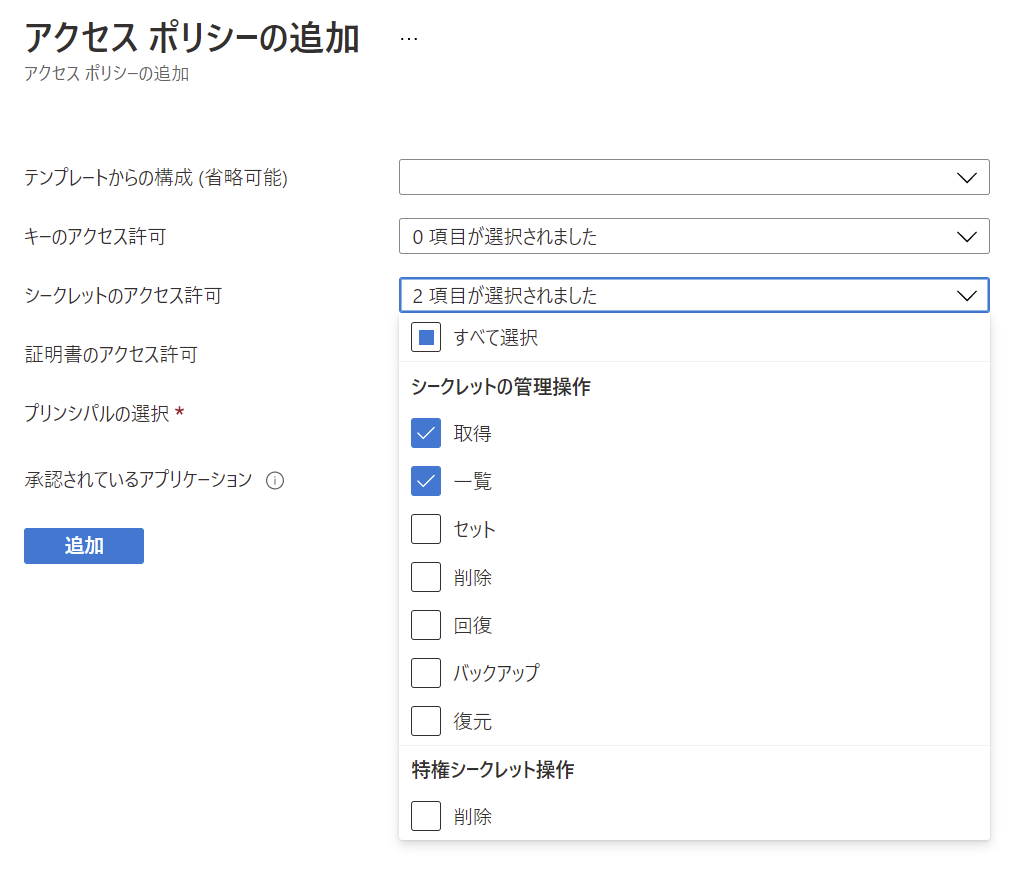 アクセス ポリシーの追加 …
アクセス ポリシーの追加
テンプレートからの構成 (省略可能)
キーのアクセス許可 0 項目が選択されました
シークレットのアクセス許可 2 項目が選択されました
すべて選択
証明書のアクセス許可
シークレットの管理操作
プリンシパルの選択 *
取得
承認されているアプリケーション
一覧
セット
追加
削除
回復
バックアップ
復元
特権シークレット操作
削除